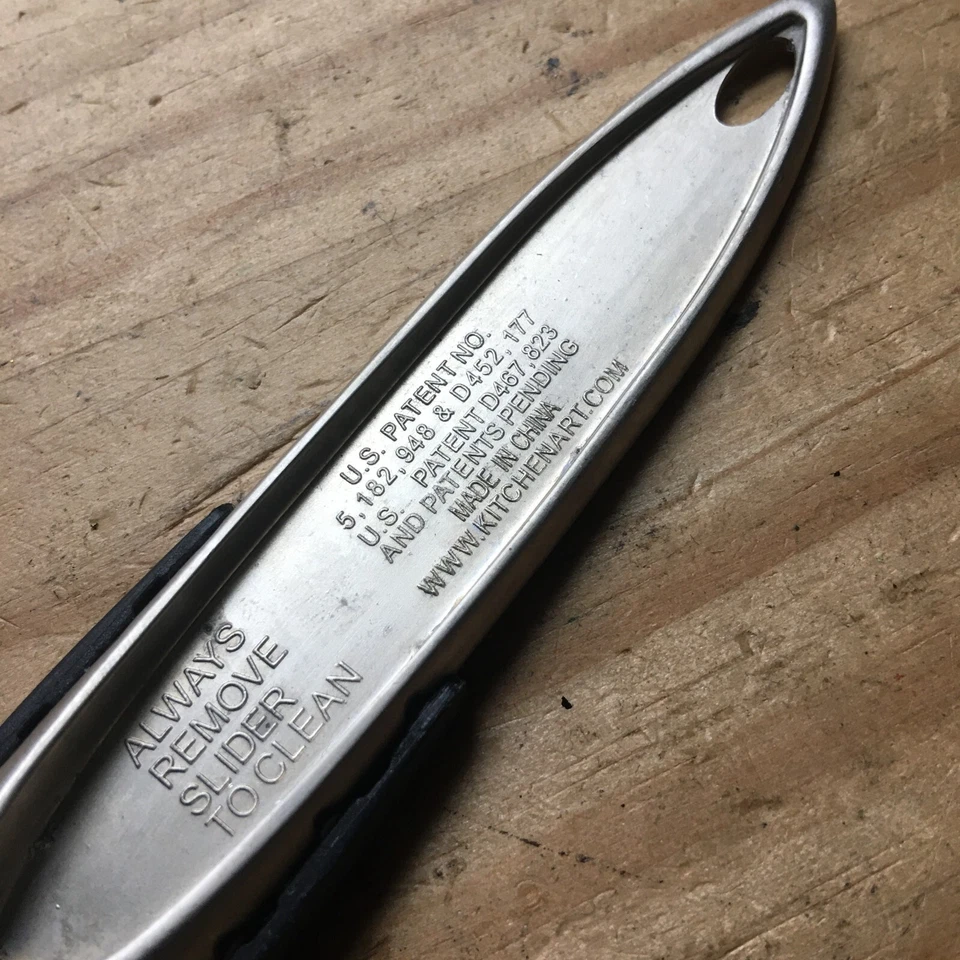 U.S. PATENT NO.
5,182,948 & D452,177
U.S. PATENT D467,823
AND PATENTS PENIDING
MADE IN CHINA
WWW.KITCHENART.COM
ALWAYS
REMOVE
SLIDER
TO CLEAN